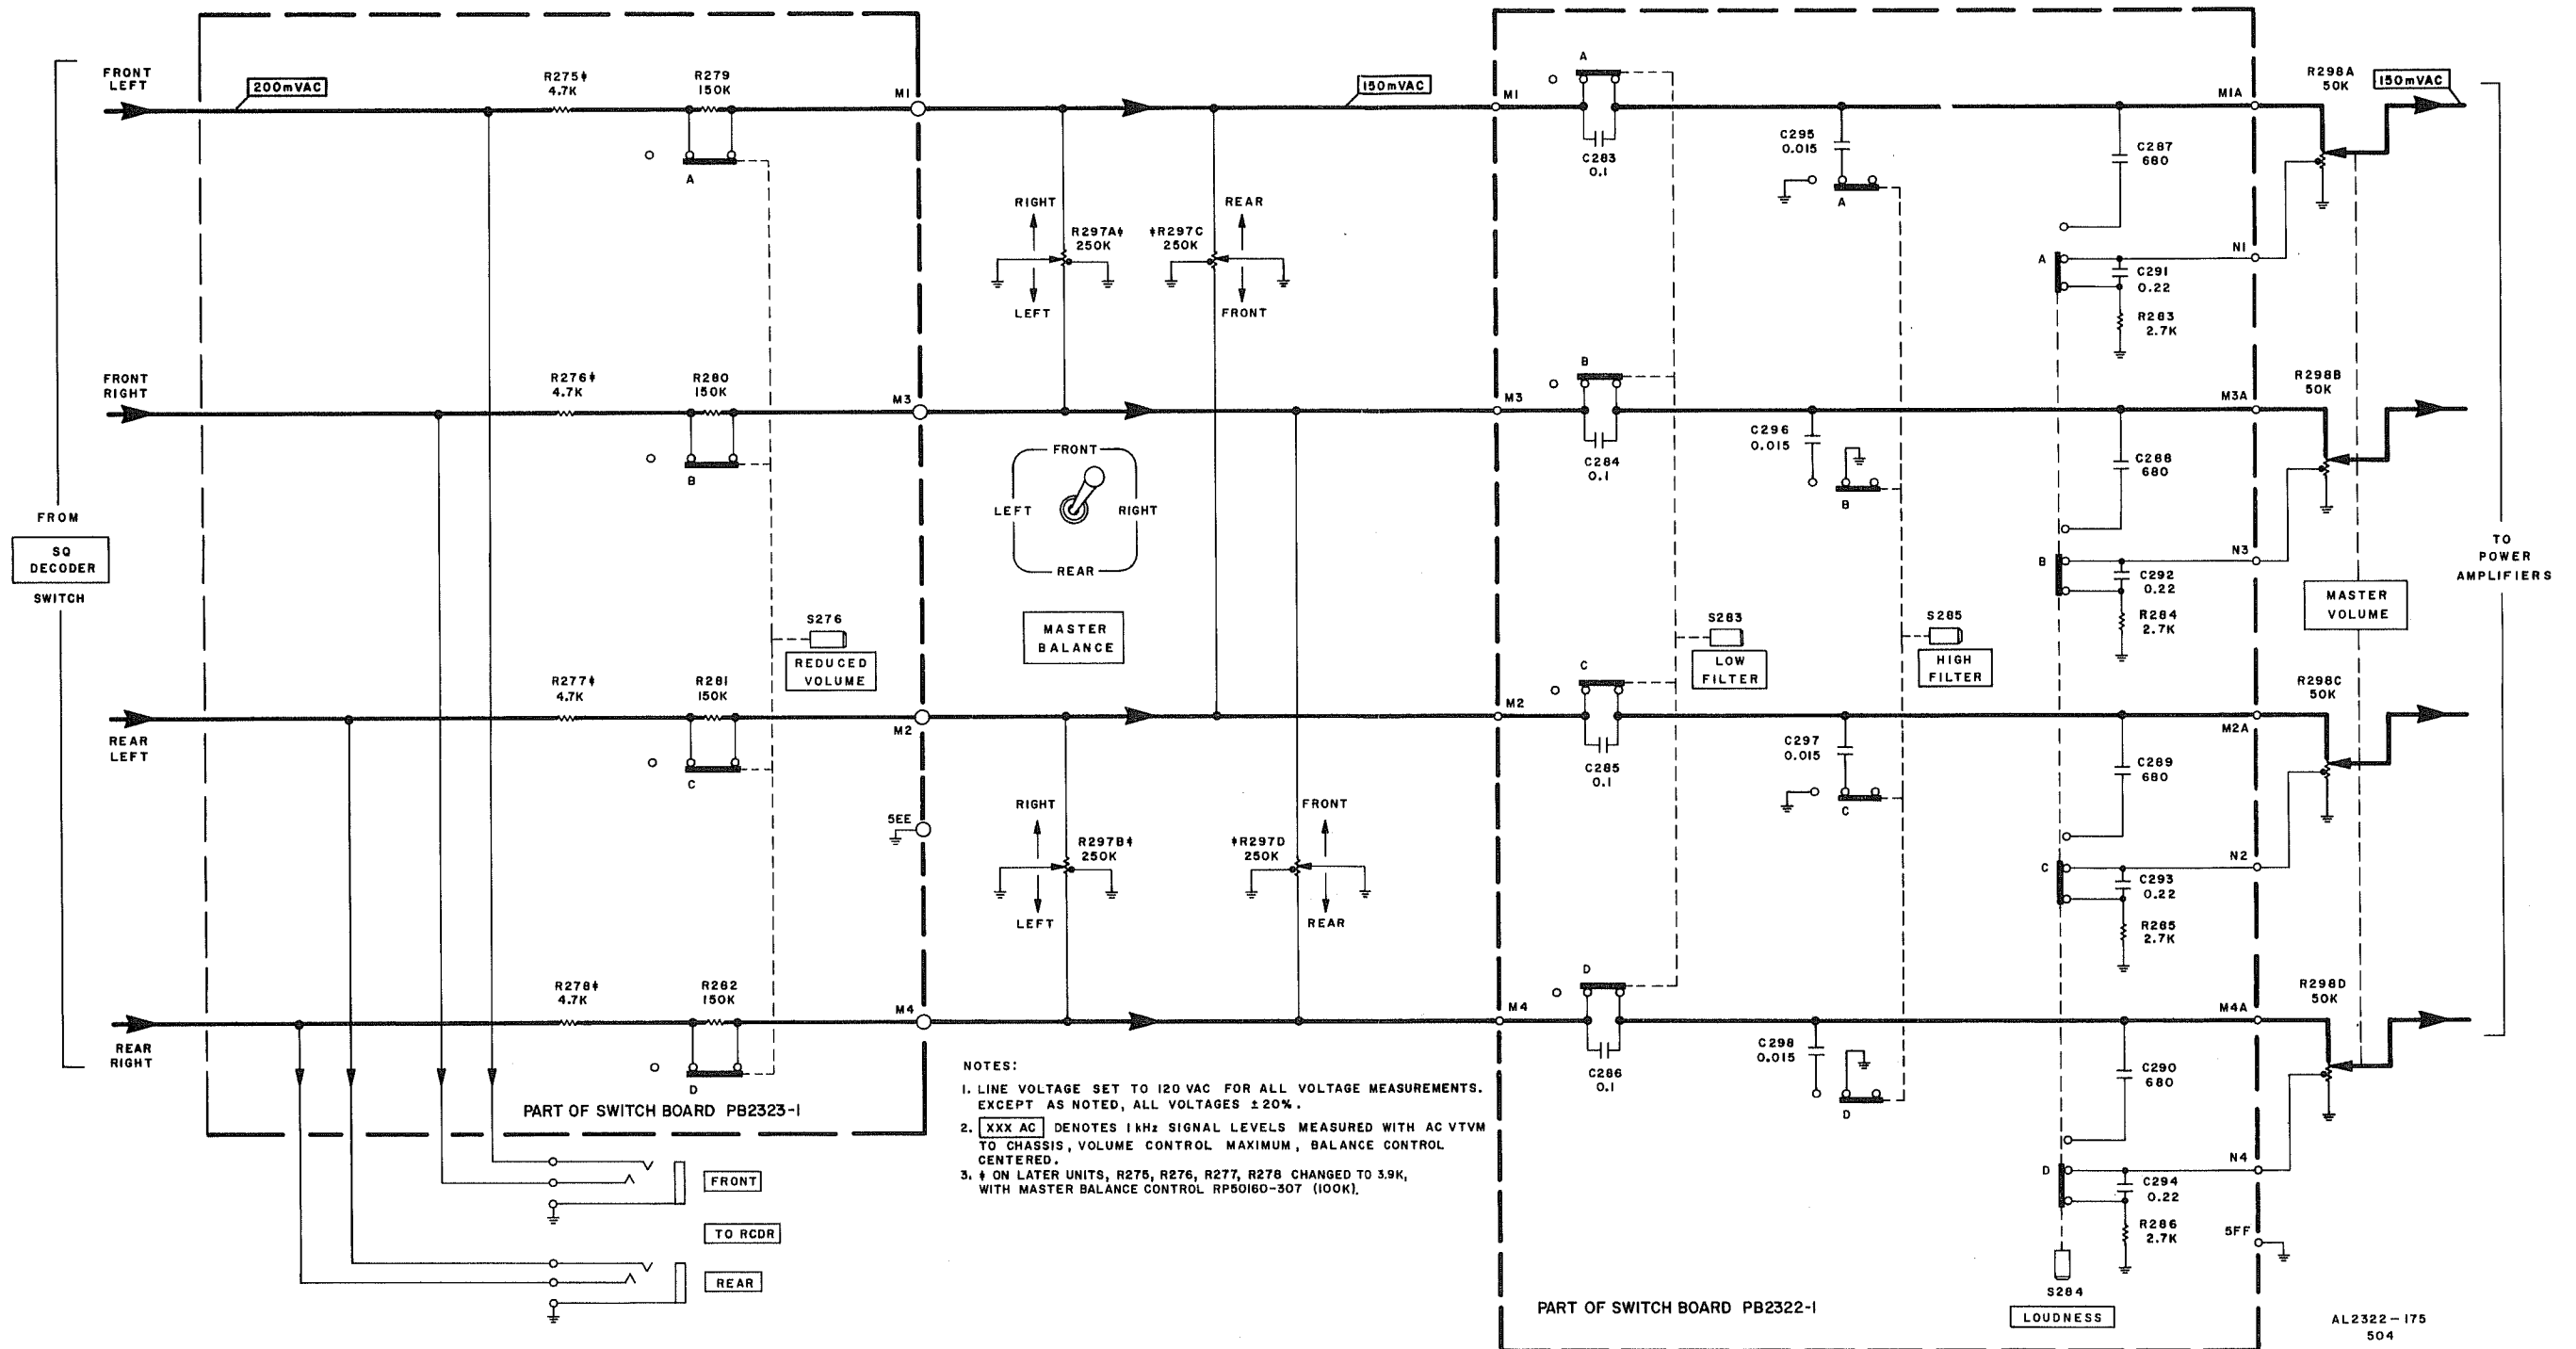 FRONT
LEFT
200mVAC
R275‡
4.7K
R279
150K
M1
A
150mVAC
M1
A
C283
0.1
C295
0.015
A
C287
680
M1A
R298A
50K
150mVAC
RIGHT
R297A‡
250K
LEFT
REAR
‡R297C
250K
FRONT
N1
A
C291
0.22
R283
2.7K
FRONT
RIGHT
R276‡
4.7K
R280
150K
M3
B
M3
B
C284
0.1
C296
0.015
B
C288
680
M3A
R298B
50K
FRONT
LEFT
RIGHT
REAR
MASTER
BALANCE
FROM
SQ
DECODER
SWITCH
N3
B
C292
0.22
R284
2.7K
TO
POWER
AMPLIFIERS
MASTER
VOLUME
S276
REDUCED
VOLUME
S283
LOW
FILTER
S285
HIGH
FILTER
REAR
LEFT
R277‡
4.7K
R281
150K
M2
C
5EE
M2
C
C285
0.1
C297
0.015
C
C289
680
M2A
R298C
50K
RIGHT
R297B‡
250K
LEFT
FRONT
‡R297D
250K
REAR
N2
C
C293
0.22
R285
2.7K
REAR
RIGHT
R278‡
4.7K
R282
150K
M4
D
M4
D
C286
0.1
C298
0.015
D
C290
680
M4A
R298D
50K
N4
D
C294
0.22
R286
2.7K
5FF
S284
LOUDNESS
PART OF SWITCH BOARD PB2323-1
FRONT
TO RCDR
REAR
NOTES:
1. LINE VOLTAGE SET TO 120 VAC FOR ALL VOLTAGE MEASUREMENTS.
EXCEPT AS NOTED, ALL VOLTAGES ±20%.
2. XXX AC DENOTES 1 kHz SIGNAL LEVELS MEASURED WITH AC VTVM
TO CHASSIS, VOLUME CONTROL MAXIMUM, BALANCE CONTROL
CENTERED.
3. ‡ ON LATER UNITS, R275, R276, R277, R278 CHANGED TO 3.9K,
WITH MASTER BALANCE CONTROL RP50160-307 (100K).
PART OF SWITCH BOARD PB2322-1
AL2322-175
504